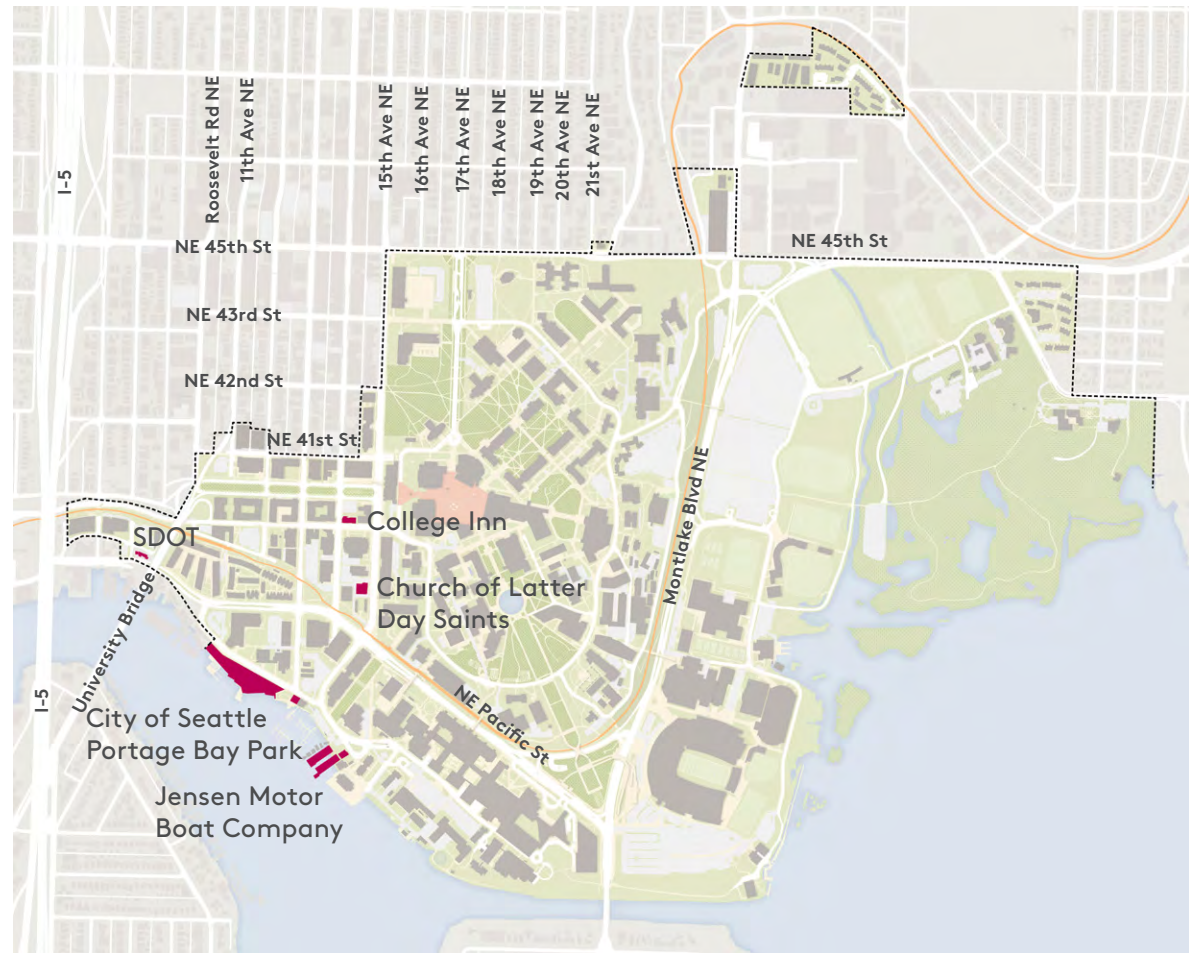 Roosevelt Rd NE
11th Ave NE
15th Ave NE
16th Ave NE
17th Ave NE
18th Ave NE
19th Ave NE
20th Ave NE
21st Ave NE
I-5
NE 45th St
NE 45th St
NE 43rd St
NE 42nd St
NE 41st St
Montlake Blvd NE
College Inn
SDOT
Church of Latter
Day Saints
University Bridge
I-5
NE Pacific St
City of Seattle
Portage Bay Park
Jensen Motor
Boat Company